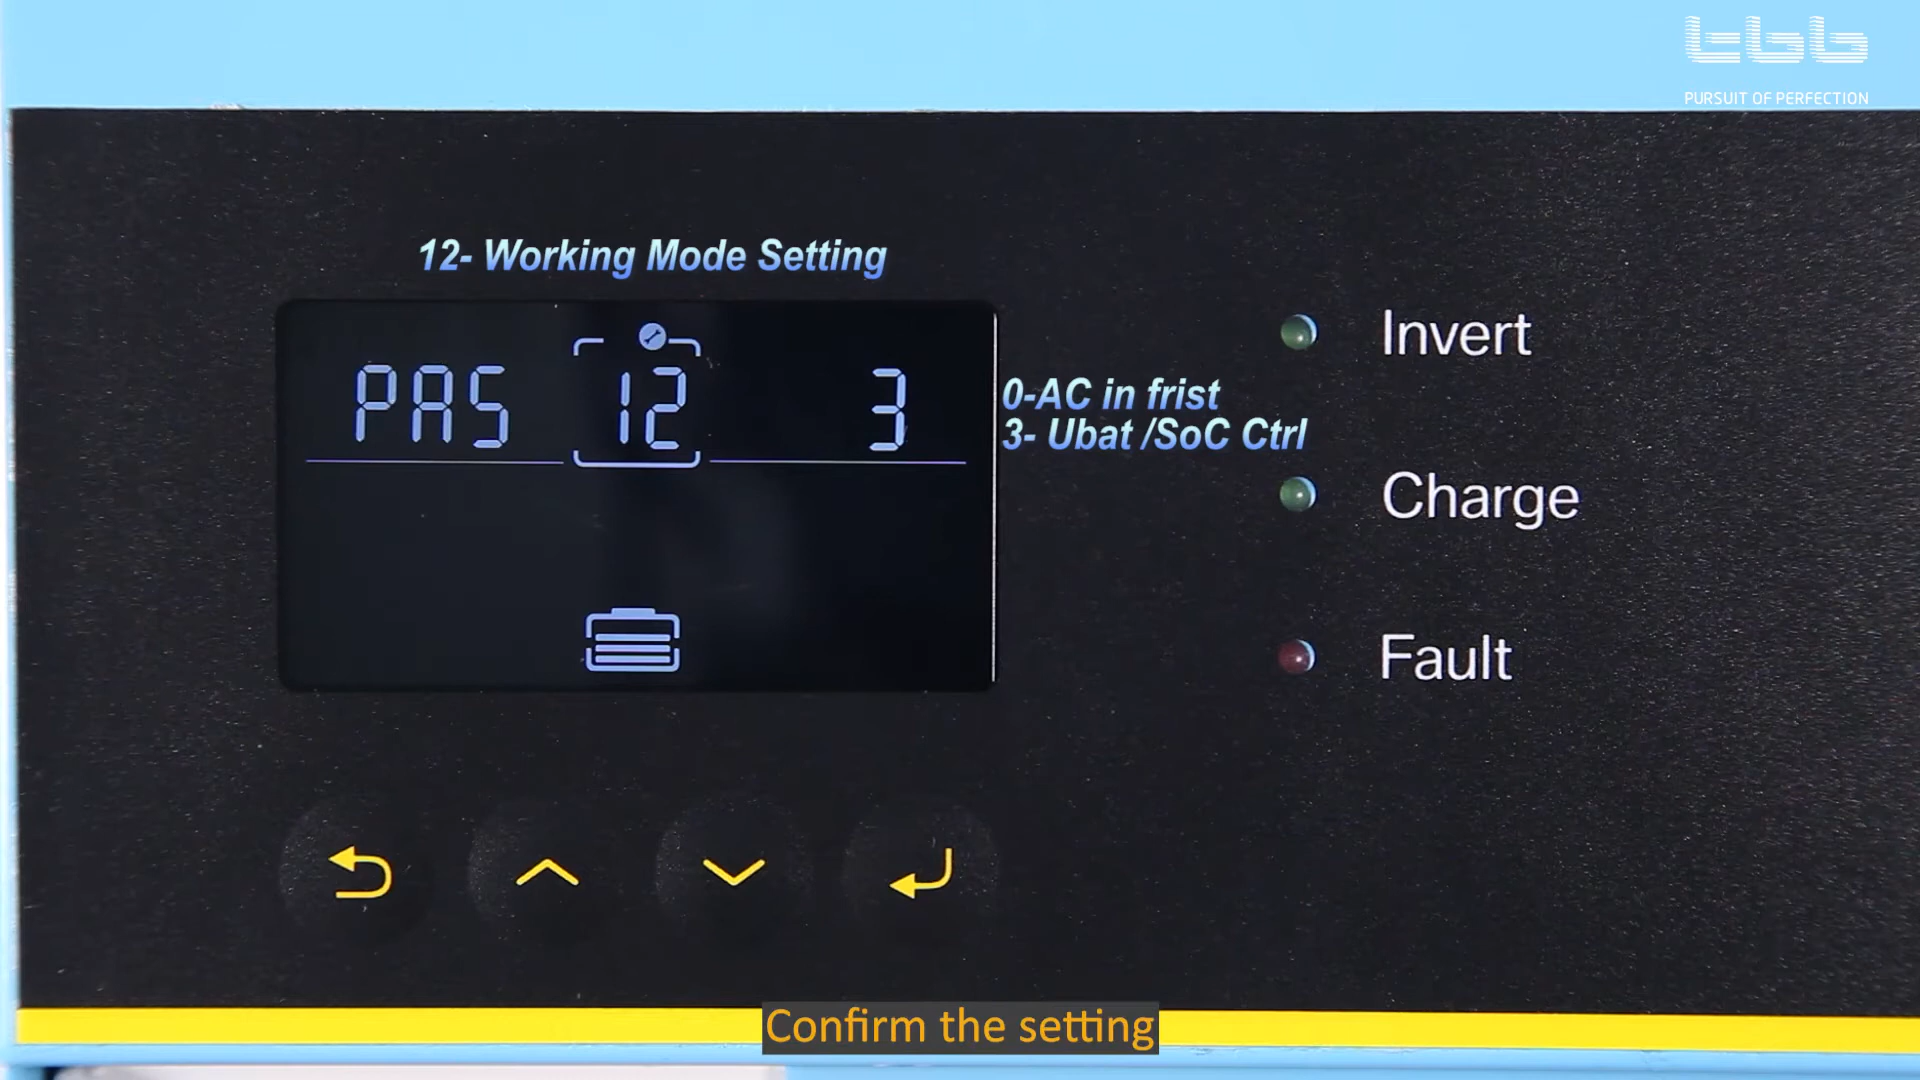 tbb
PURSUIT OF PERFECTION
12- Working Mode Setting
PAS 12 3
0-AC in frist
3- Ubat /SoC Ctrl
Invert
Charge
Fault
Confirm the setting